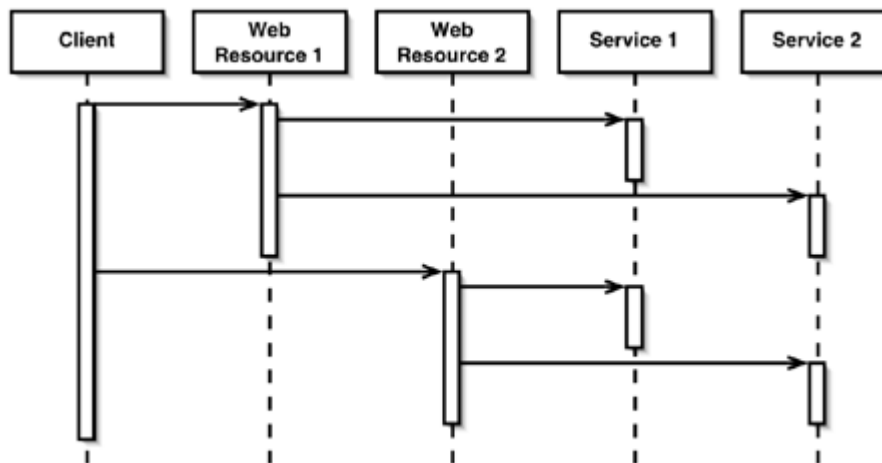 Client
Web
Resource 1
Web
Resource 2
Service 1
Service 2